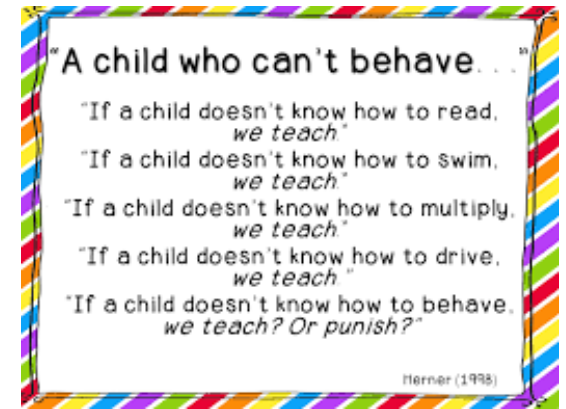 "A child who can't behave. . ."
"If a child doesn't know how to read,
we teach."
"If a child doesn't know how to swim,
we teach."
"If a child doesn't know how to multiply,
we teach."
"If a child doesn't know how to drive,
we teach. "
"If a child doesn't know how to behave,
we teach? Or punish?"
Herner (1998)